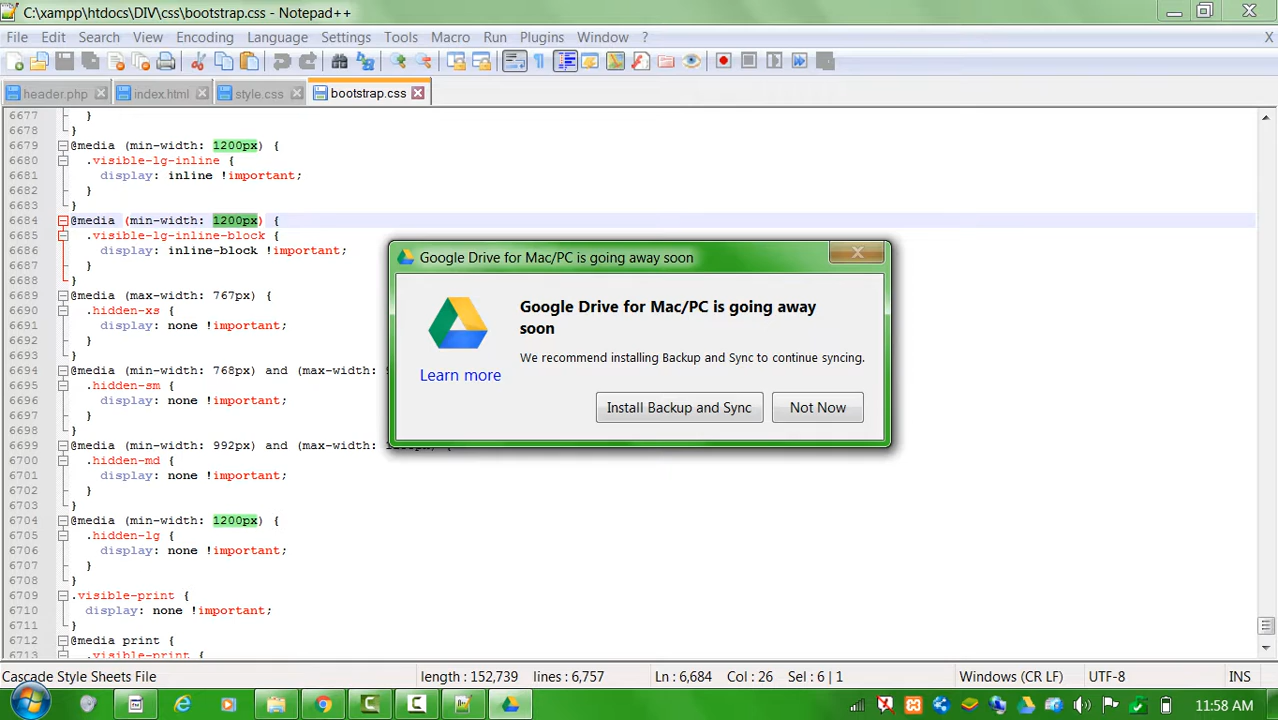 C:\xampp\htdocs\DIV\css\bootstrap.css - Notepad++
File Edit Search View Encoding Language Settings Tools Macro Run Plugins Window ? X
header.php index.html style.css bootstrap.css
6677 }
6678 }
6679 @media (min-width: 1200px) {
6680 .visible-lg-inline {
6681 display: inline !important;
6682 }
6683 }
6684 @media (min-width: 1200px) {
6685 .visible-lg-inline-block {
6686 display: inline-block !important;
6687 }
6688 }
6689 @media (max-width: 767px) {
6690 .hidden-xs {
6691 display: none !important;
6692 }
6693 }
6694 @media (min-width: 768px) and (max-width:
6695 .hidden-sm {
6696 display: none !important;
6697 }
6698 }
6699 @media (min-width: 992px) and (max-width:
6700 .hidden-md {
6701 display: none !important;
6702 }
6703 }
6704 @media (min-width: 1200px) {
6705 .hidden-lg {
6706 display: none !important;
6707 }
6708 }
6709 .visible-print {
6710 display: none !important;
6711 }
6712 @media print {
6713 .visible-print {
Google Drive for Mac/PC is going away soon
Google Drive for Mac/PC is going away
soon
We recommend installing Backup and Sync to continue syncing.
Learn more
Install Backup and Sync Not Now
Cascade Style Sheets File length : 152,739 lines : 6,757 Ln : 6,684 Col : 26 Sel : 6 | 1 Windows (CR LF) UTF-8 INS
11:58 AM